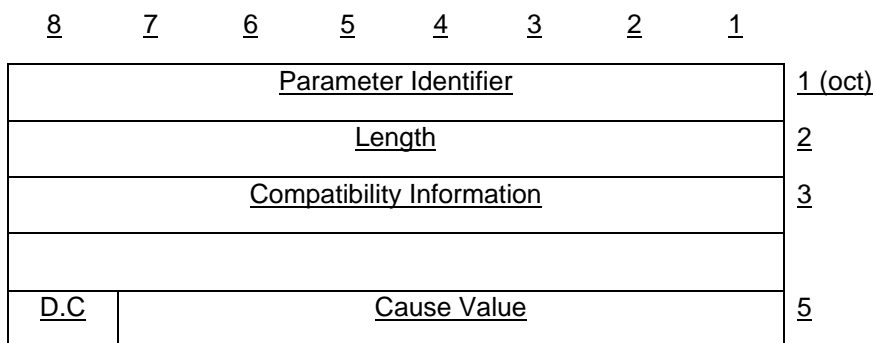 8 7 6 5 4 3 2 1
Parameter Identifier 1 (oct)
Length 2
Compatibility Information 3
D.C Cause Value 5